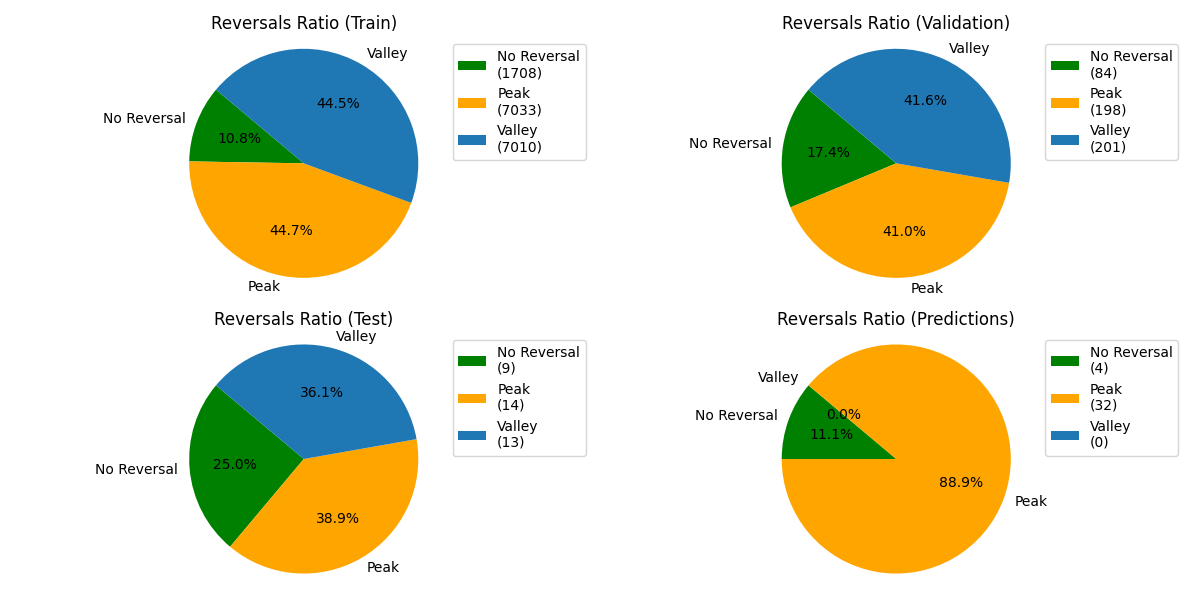 Reversals Ratio (Train)
Valley
No Reversal
44.5%
10.8%
44.7%
Peak
No Reversal
(1708)
Peak
(7033)
Valley
(7010)
Reversals Ratio (Validation)
Valley
No Reversal
41.6%
17.4%
41.0%
Peak
No Reversal
(84)
Peak
(198)
Valley
(201)
Reversals Ratio (Test)
Valley
No Reversal
36.1%
25.0%
38.9%
Peak
No Reversal
(9)
Peak
(14)
Valley
(13)
Reversals Ratio (Predictions)
Valley
No Reversal
0.0%
11.1%
88.9%
Peak
No Reversal
(4)
Peak
(32)
Valley
(0)